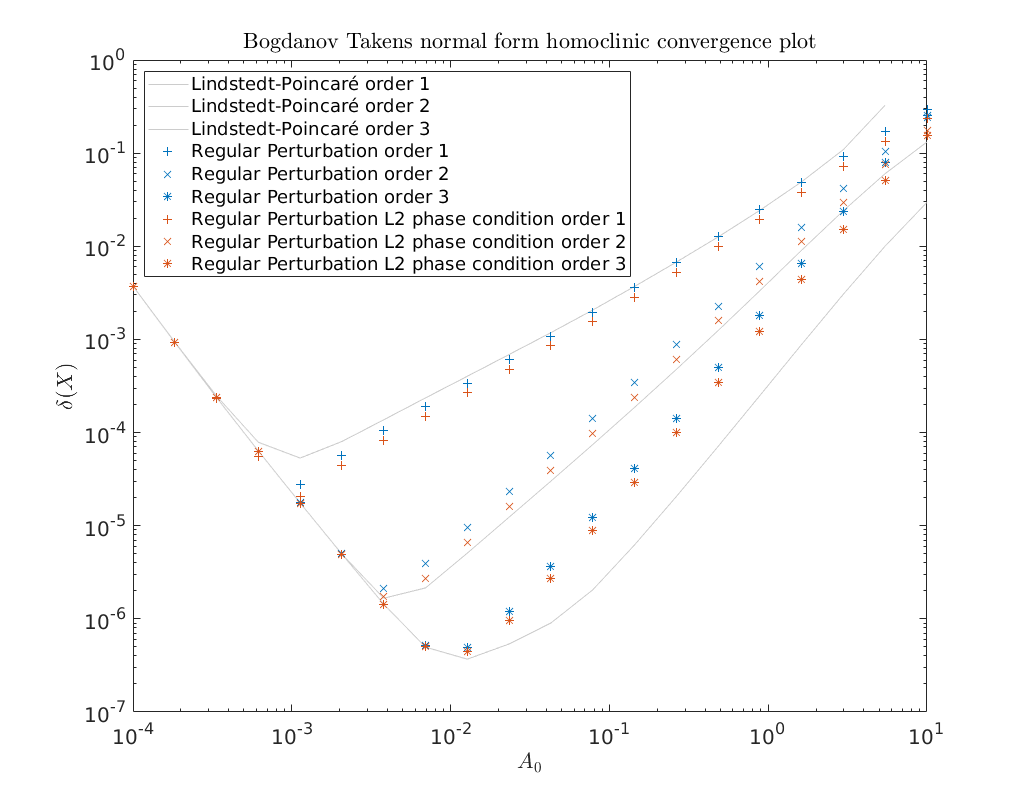 Bogdanov Takens normal form homoclinic convergence plot
Lindstedt-Poincaré order 1
Lindstedt-Poincaré order 2
Lindstedt-Poincaré order 3
Regular Perturbation order 1
Regular Perturbation order 2
Regular Perturbation order 3
Regular Perturbation L2 phase condition order 1
Regular Perturbation L2 phase condition order 2
Regular Perturbation L2 phase condition order 3
10^0
10^-1
10^-2
10^-3
10^-4
10^-5
10^-6
10^-7
δ(X)
10^-4 10^-3 10^-2 10^-1 10^0 10^1
A_0